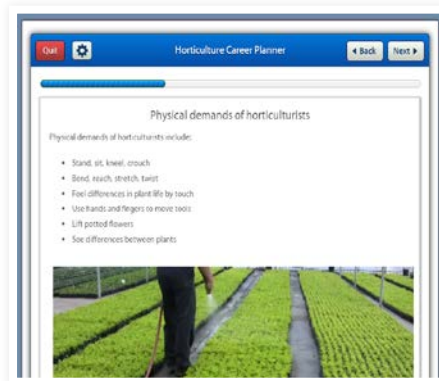 Quit
Horticulture Career Planner
Back
Next
Physical demands of horticulturists
Physical demands of horticulturists include:
Stand, sit, kneel, crouch
Bend, reach, stretch, twist
Feel differences in plant life by touch
Use hands and fingers to move tools
Lift potted flowers
See differences between plants